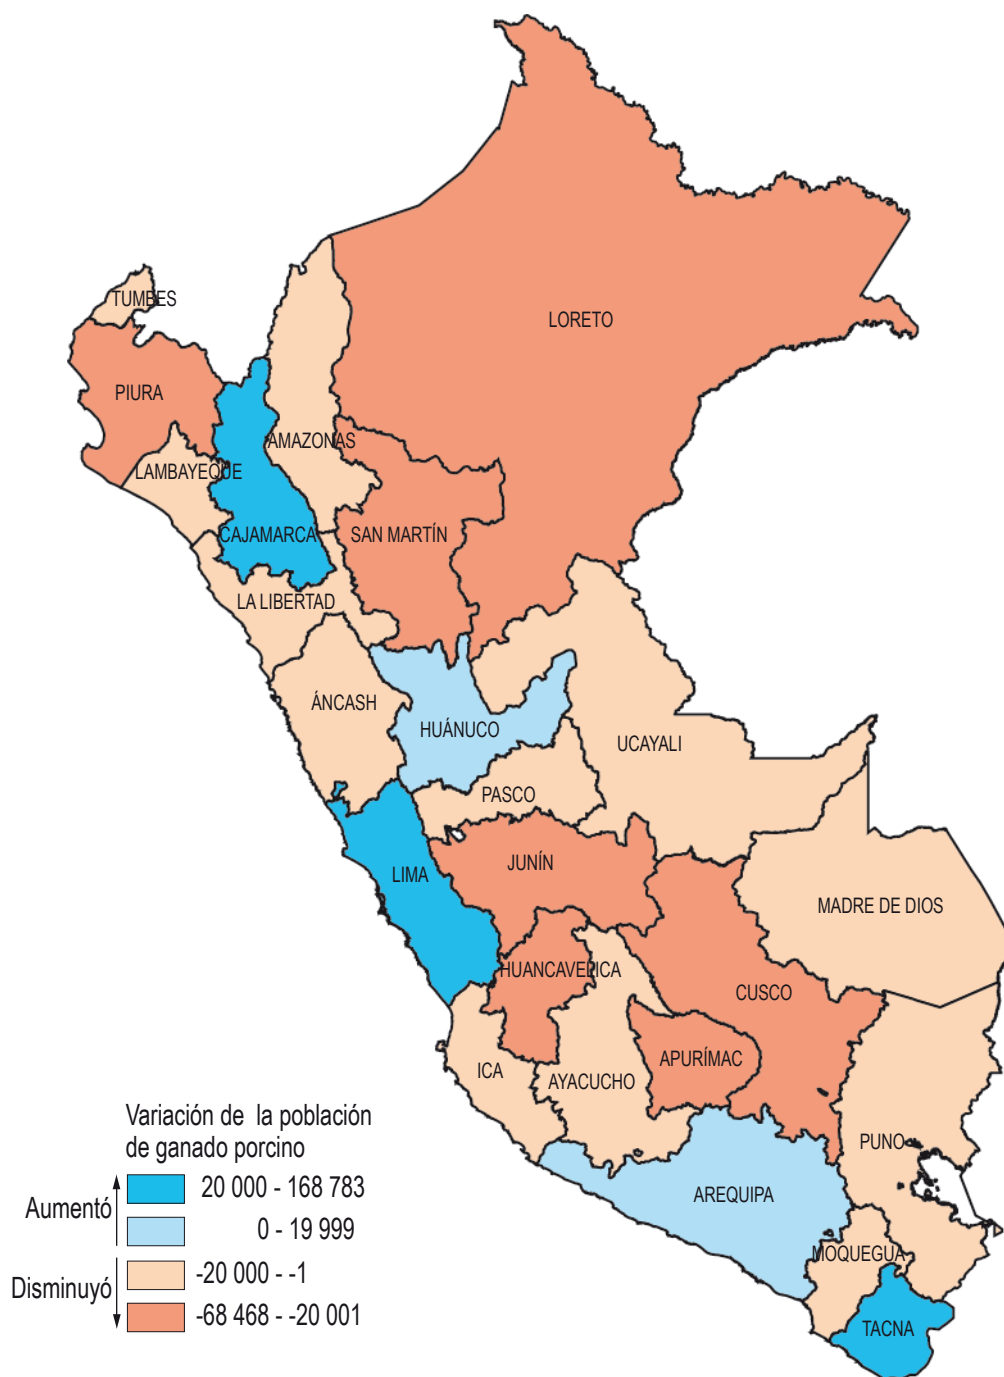 TUMBES
LORETO
PIURA
AMAZONAS
LAMBAYEQUE
CAJAMARCA
SAN MARTÍN
LA LIBERTAD
ÁNCASH
HUÁNUCO
UCAYALI
PASCO
JUNÍN
LIMA
MADRE DE DIOS
HUANCAVELICA
CUSCO
APURÍMAC
ICA
AYACUCHO
PUNO
AREQUIPA
MOQUEGUA
TACNA
Variación de la población
de ganado porcino
Aumentó
20 000 - 168 783
0 - 19 999
Disminuyó
-20 000 - -1
-68 468 - -20 001